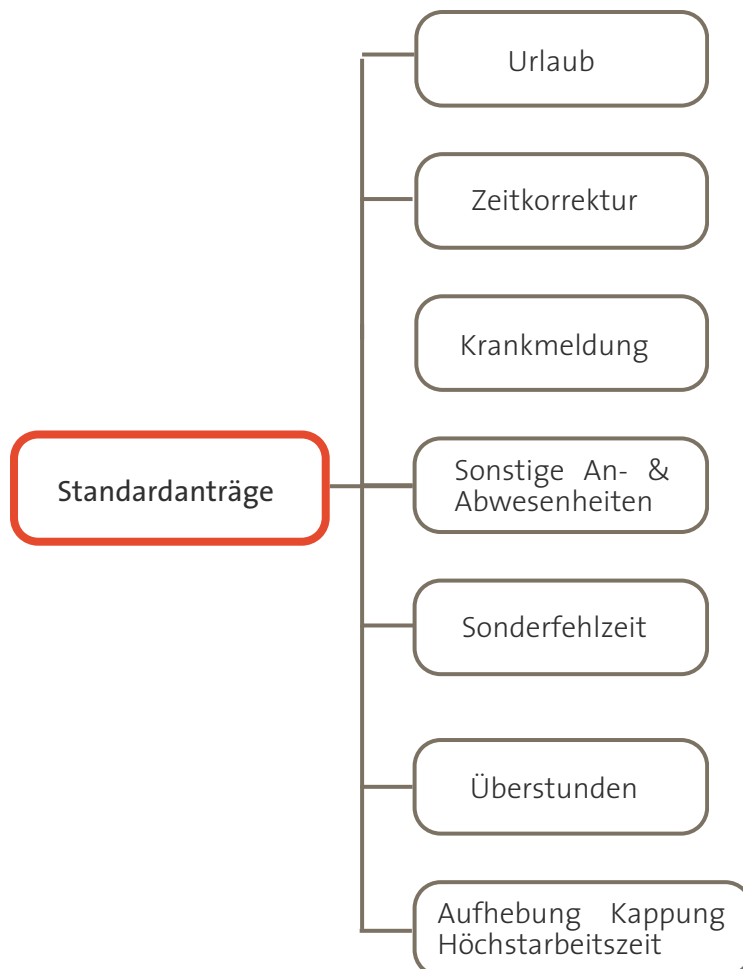 Urlaub
Zeitkorrektur
Krankmeldung
Standardanträge
Sonstige An- &
Abwesenheiten
Sonderfehlzeit
Überstunden
Aufhebung Kappung
Höchstarbeitszeit